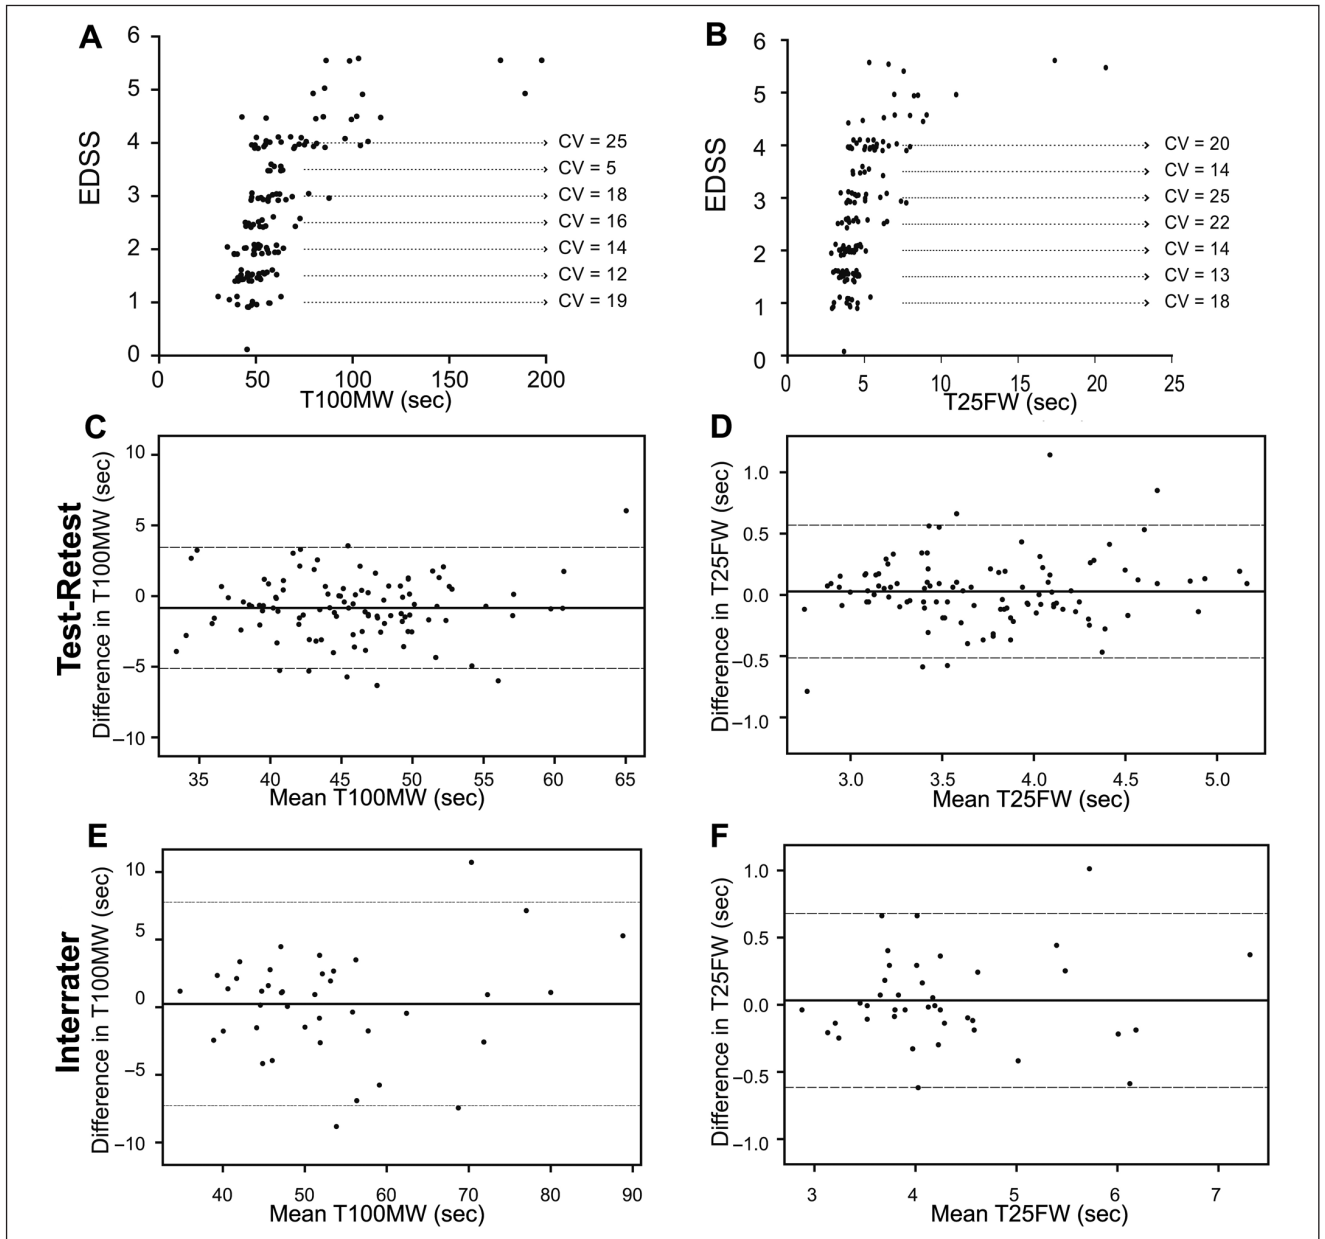 A
6
5
4
3
2
1
0
EDSS
CV = 25
CV = 5
CV = 18
CV = 16
CV = 14
CV = 12
CV = 19
0 50 100 150 200
T100MW (sec)
B
6
5
4
3
2
1
0
EDSS
CV = 20
CV = 14
CV = 25
CV = 22
CV = 14
CV = 13
CV = 18
0 5 10 15 20 25
T25FW (sec)
Test-Retest
C
Difference in T100MW (sec)
10
5
0
−5
−10
35 40 45 50 55 60 65
Mean T100MW (sec)
D
Difference in T25FW (sec)
1.0
0.5
0.0
−0.5
−1.0
3.0 3.5 4.0 4.5 5.0
Mean T25FW (sec)
Interrater
E
Difference in T100MW (sec)
10
5
0
−5
−10
40 50 60 70 80 90
Mean T100MW (sec)
F
Difference in T25FW (sec)
1.0
0.5
0.0
−0.5
−1.0
3 4 5 6 7
Mean T25FW (sec)